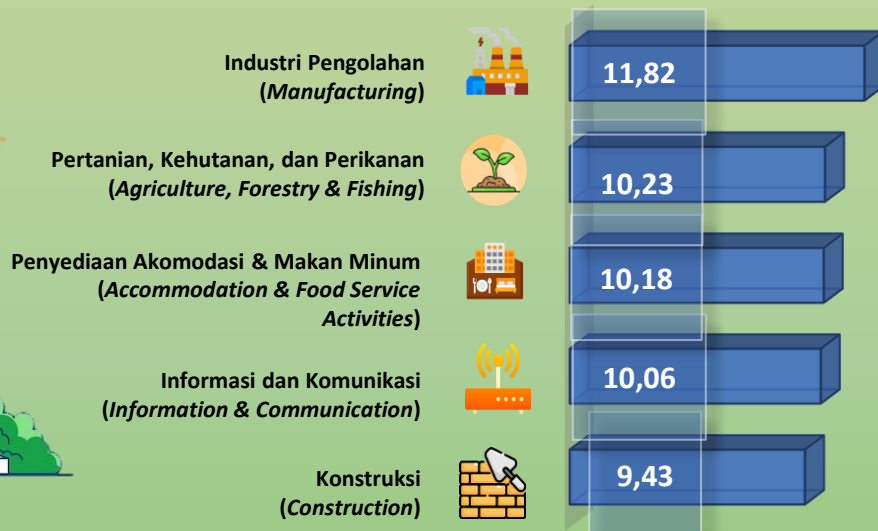 Industri Pengolahan
(Manufacturing)
11,82
Pertanian, Kehutanan, dan Perikanan
(Agriculture, Forestry & Fishing)
10,23
Penyediaan Akomodasi & Makan Minum
(Accommodation & Food Service
Activities)
10,18
Informasi dan Komunikasi
(Information & Communication)
10,06
Konstruksi
(Construction)
9,43